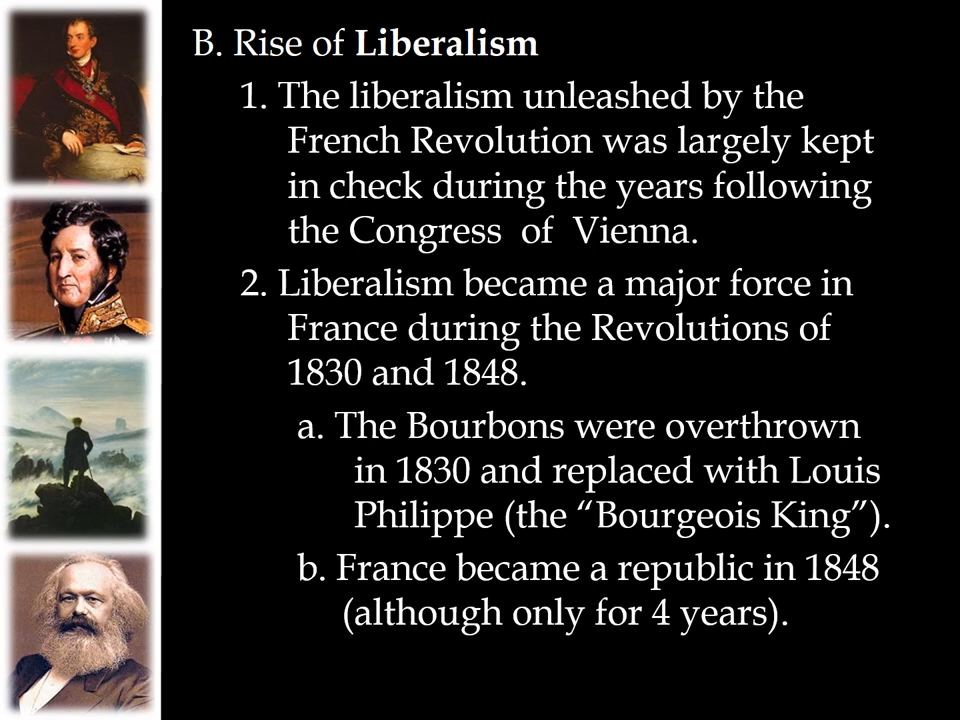 B. Rise of Liberalism
1. The liberalism unleashed by the
French Revolution was largely kept
in check during the years following
the Congress of Vienna.
2. Liberalism became a major force in
France during the Revolutions of
1830 and 1848.
a. The Bourbons were overthrown
in 1830 and replaced with Louis
Philippe (the “Bourgeois King”).
b. France became a republic in 1848
(although only for 4 years).